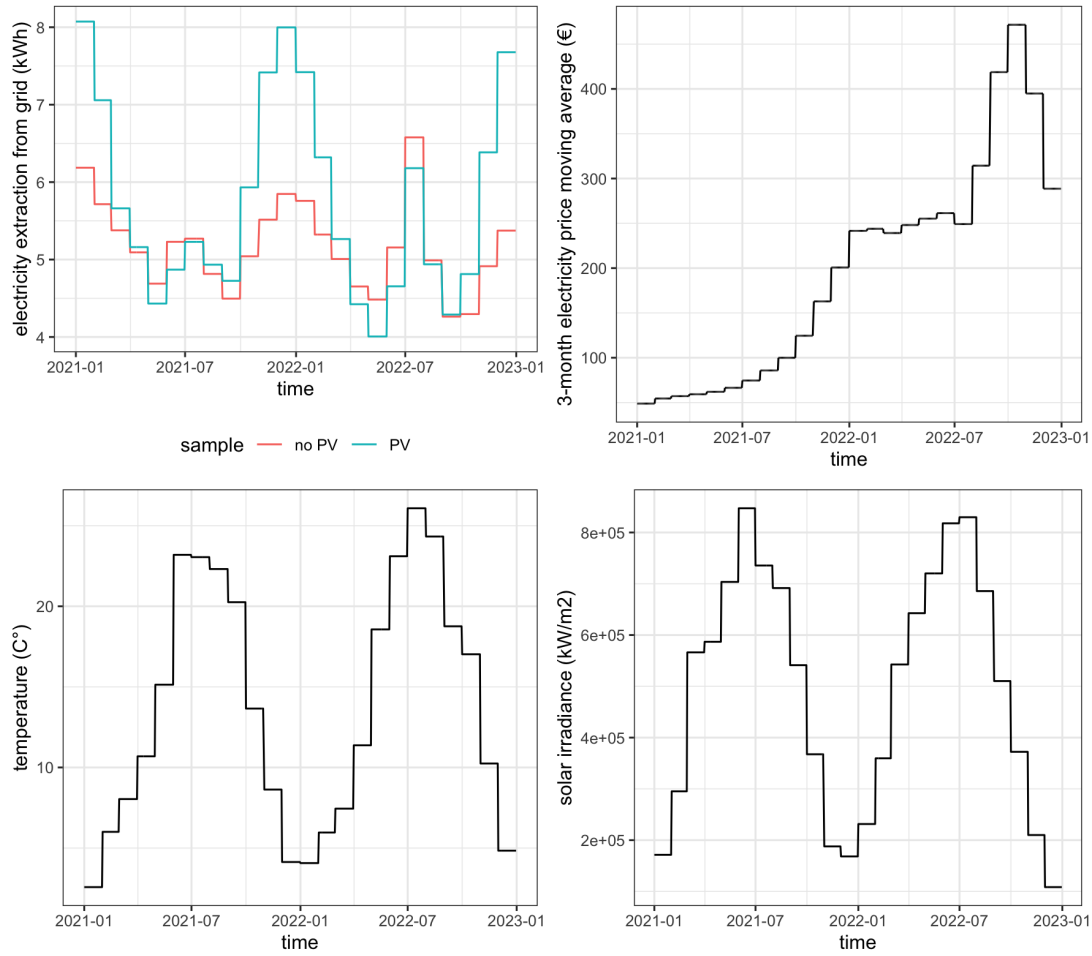 electricity extraction from grid (kWh)
8
7
6
5
4
2021-01 2021-07 2022-01 2022-07 2023-01
time
sample no PV PV
3-month electricity price moving average (€)
400
300
200
100
2021-01 2021-07 2022-01 2022-07 2023-01
time
temperature (C°)
20
10
2021-01 2021-07 2022-01 2022-07 2023-01
time
solar irradiance (kW/m2)
8e+05
6e+05
4e+05
2e+05
2021-01 2021-07 2022-01 2022-07 2023-01
time